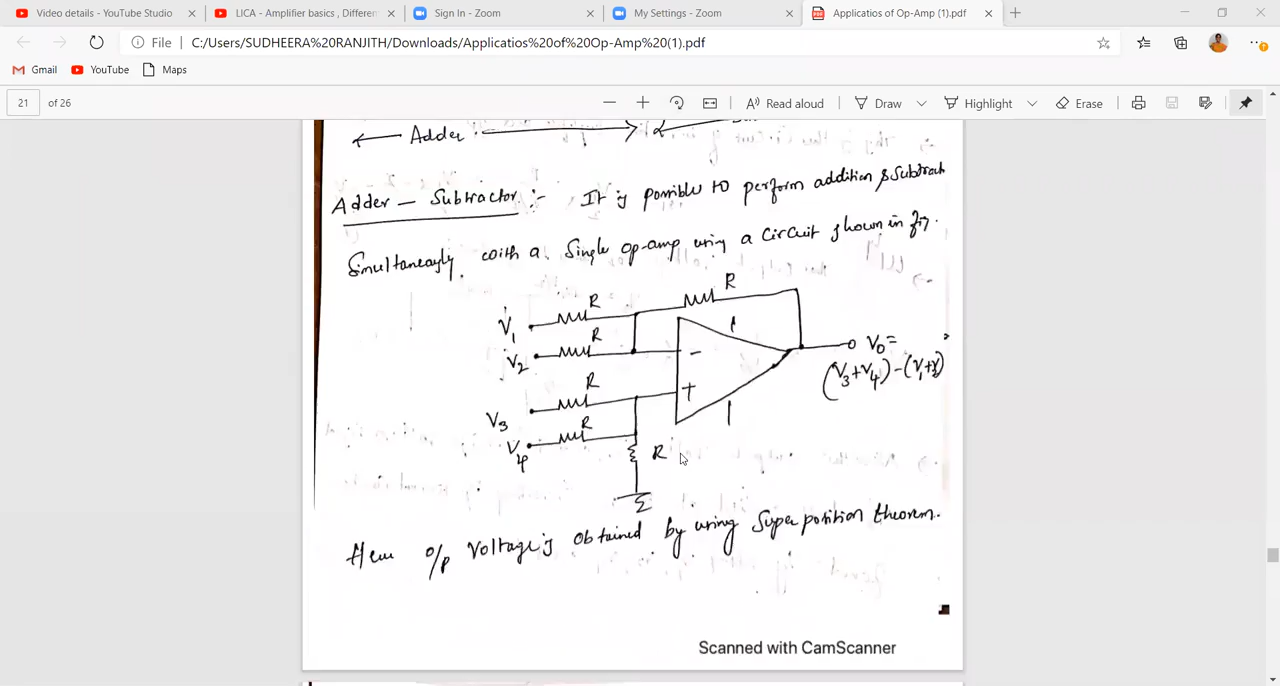 Video details - YouTube Studio
LICA - Amplifier basics , Differen
Sign In - Zoom
My Settings - Zoom
Applicatios of Op-Amp (1).pdf
File
C:/Users/SUDHEERA%20RANJITH/Downloads/Applicatios%20of%20Op-Amp%20(1).pdf
Gmail
YouTube
Maps
21 of 26
Read aloud
Draw
Highlight
Erase
Adder :
Adder - Subtractor :- It is possible to perform addition & Subtract
Simultaneasly with a Single op-amp using a circuit shown in fig.
R
V1 R
V2 R
-
V0 =
(V3+V4)-(V1+V2)
V3 R
+
V4 R
R
Here o/p voltage is obtained by using Superposition theorem.
Scanned with CamScanner